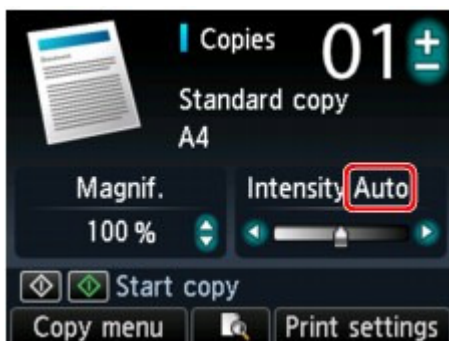 Copies 01
Standard copy
A4
Magnif.
Intensity Auto
100 %
Start copy
Copy menu
Print settings